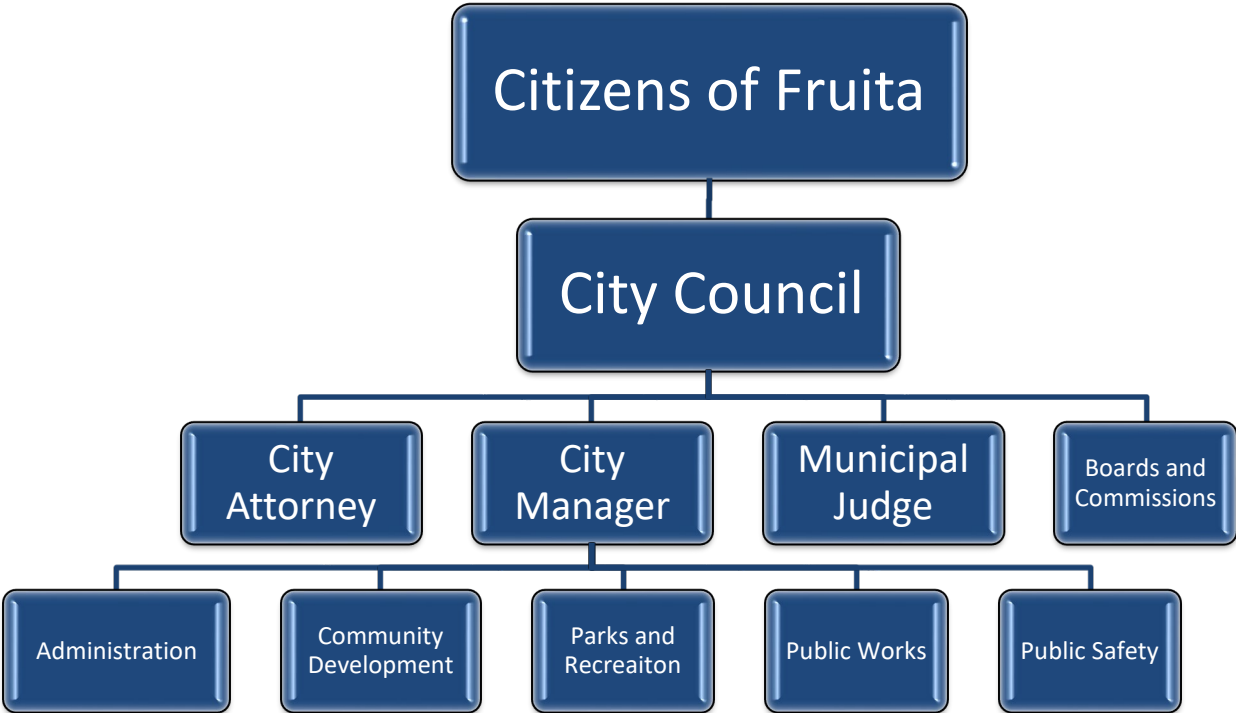 Citizens of Fruita
City Council
City
Attorney
City
Manager
Municipal
Judge
Boards and
Commissions
Administration
Community
Development
Parks and
Recreaiton
Public Works
Public Safety